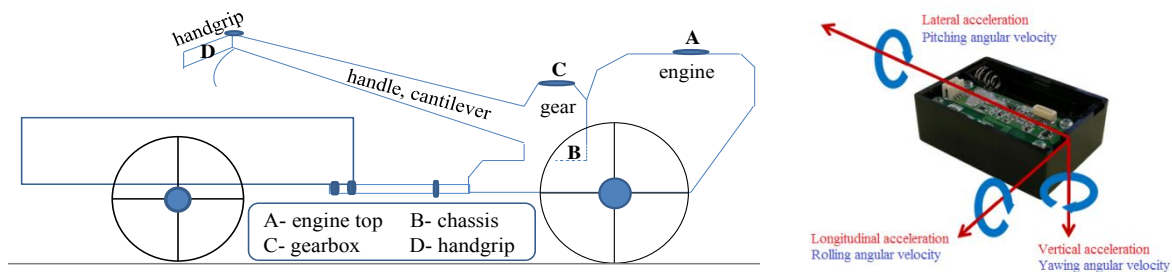 handgrip
D
handle, cantilever
C
gear
A
engine
B
A- engine top B- chassis
C- gearbox D- handgrip
Lateral acceleration
Pitching angular velocity
Longitudinal acceleration
Rolling angular velocity
Vertical acceleration
Yawing angular velocity